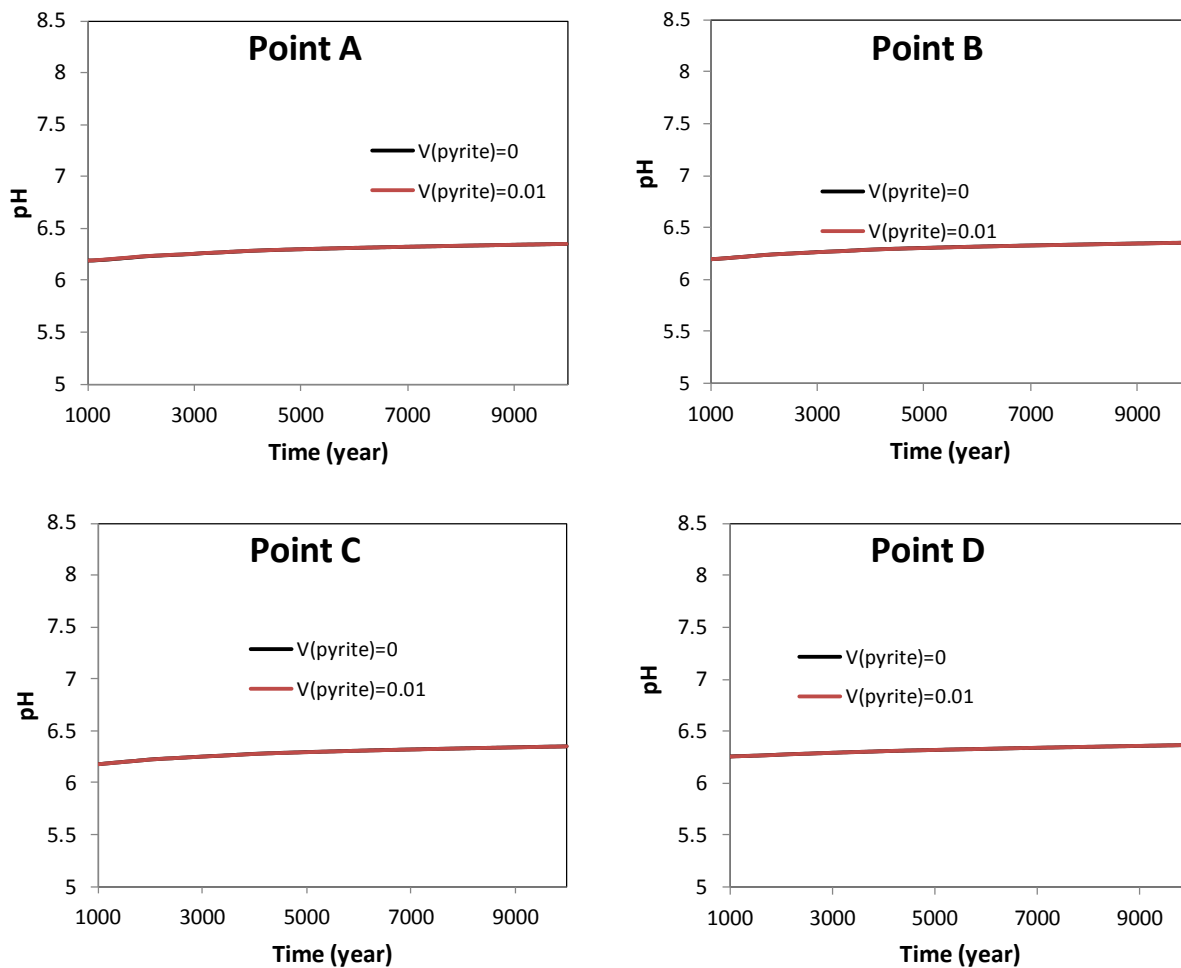 Point A
8.5
8
7.5
7
6.5
6
5.5
5
pH
V(pyrite)=0
V(pyrite)=0.01
1000 3000 5000 7000 9000
Time (year)
Point B
8.5
8
7.5
7
6.5
6
5.5
5
pH
V(pyrite)=0
V(pyrite)=0.01
1000 3000 5000 7000 9000
Time (year)
Point C
8.5
8
7.5
7
6.5
6
5.5
5
pH
V(pyrite)=0
V(pyrite)=0.01
1000 3000 5000 7000 9000
Time (year)
Point D
8.5
8
7.5
7
6.5
6
5.5
5
pH
V(pyrite)=0
V(pyrite)=0.01
1000 3000 5000 7000 9000
Time (year)